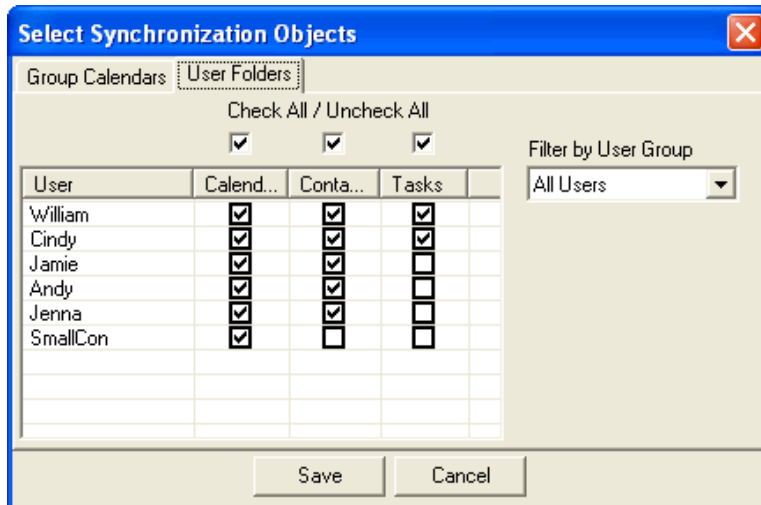 Select Synchronization Objects
Group Calendars User Folders
Check All / Uncheck All
Filter by User Group
All Users
User Calend... Conta... Tasks
William
Cindy
Jamie
Andy
Jenna
SmallCon
Save Cancel